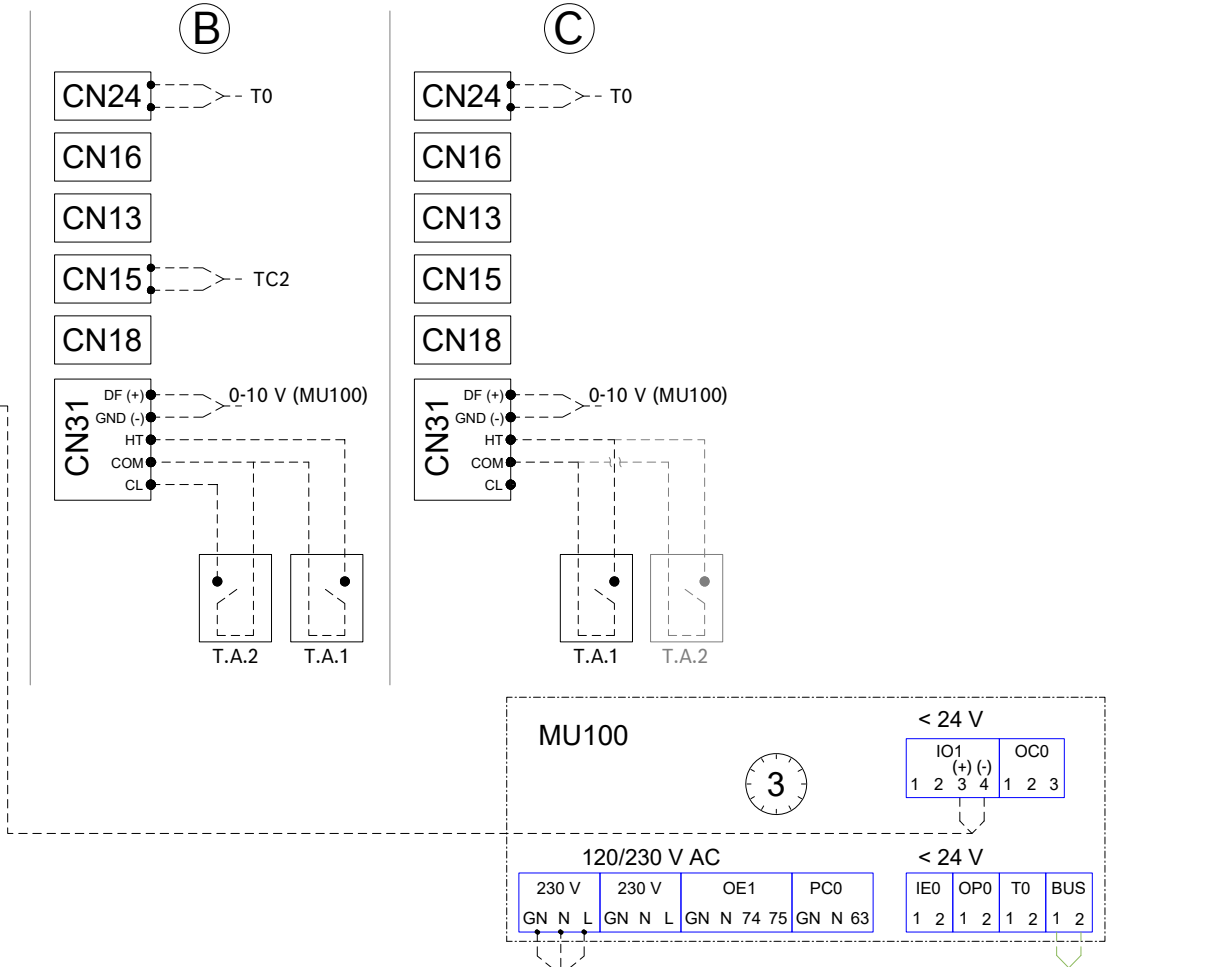 B
CN24
T0
CN16
CN13
CN15
TC2
CN18
CN31
DF (+)
GND (-)
HT
COM
CL
0-10 V (MU100)
T.A.2
T.A.1
C
CN24
T0
CN16
CN13
CN15
CN18
CN31
DF (+)
GND (-)
HT
COM
CL
0-10 V (MU100)
T.A.1
T.A.2
MU100
3
< 24 V
IO1
(+) (-)
1 2 3 4
OC0
1 2 3
120/230 V AC
230 V
GN N L
230 V
GN N L
OE1
GN N 74 75
PC0
GN N 63
< 24 V
IE0
1 2
OP0
1 2
T0
1 2
BUS
1 2